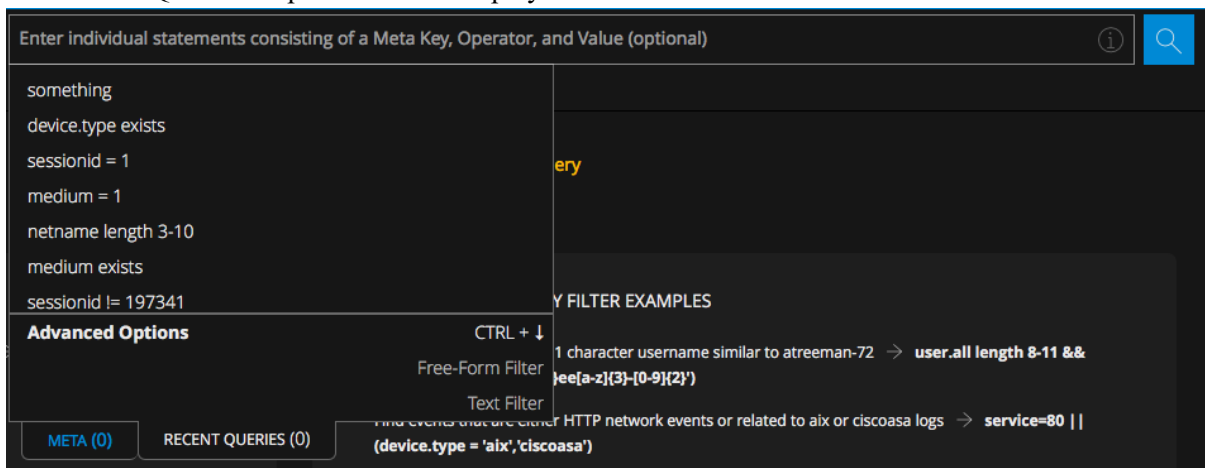 Enter individual statements consisting of a Meta Key, Operator, and Value (optional)
something
device.type exists
sessionid = 1
ery
medium = 1
netname length 3-10
medium exists
sessionid != 197341
Y FILTER EXAMPLES
Advanced Options CTRL + ↓
1 character username similar to atreeman-72 → user.all length 8-11 &&
Free-Form Filter
}ee[a-z]{3}-[0-9]{2}')
Text Filter
HTTP network events or related to aix or ciscoasa logs → service=80 ||
META (0) RECENT QUERIES (0)
(device.type = 'aix','ciscoasa')